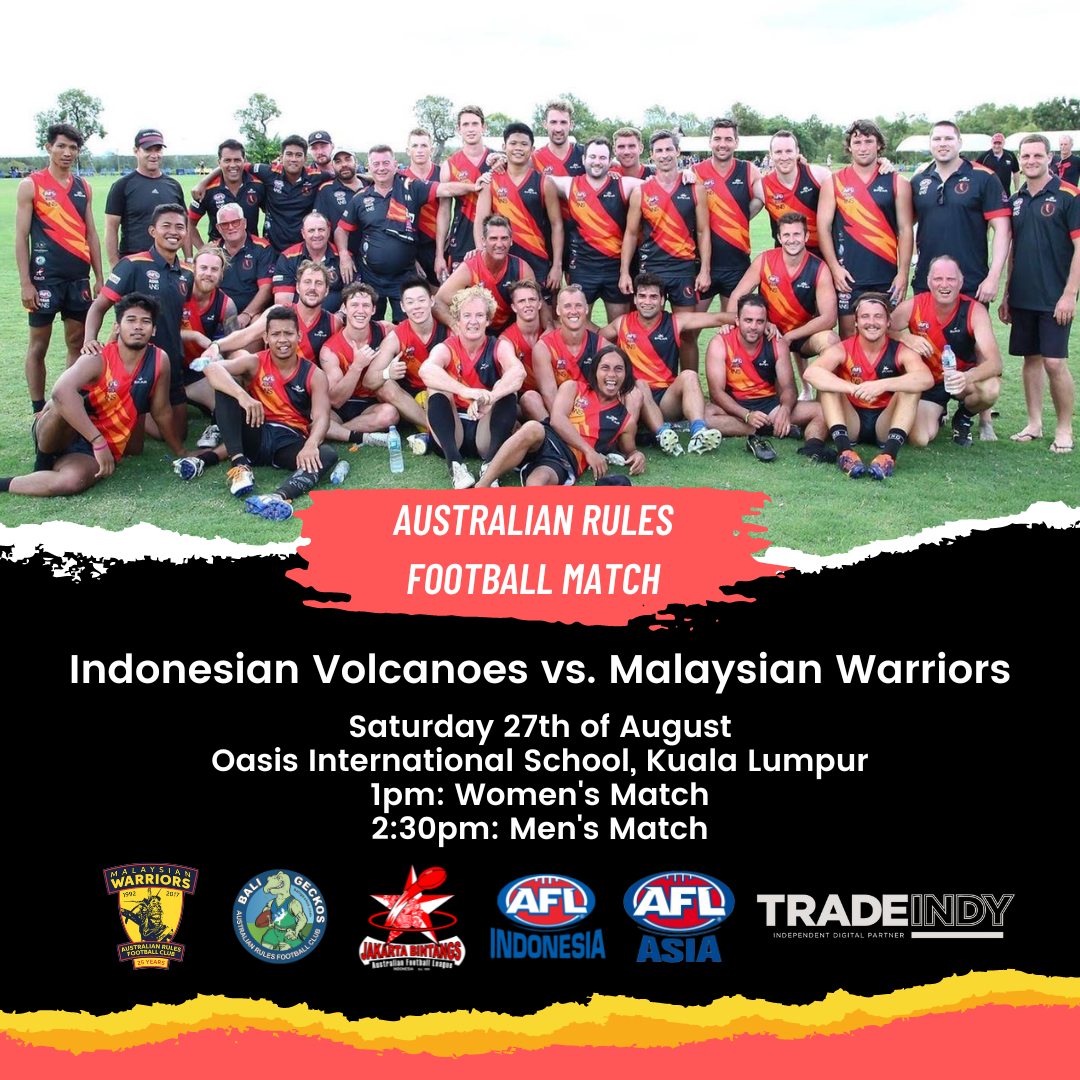 AUSTRALIAN RULES
FOOTBALL MATCH
Indonesian Volcanoes vs. Malaysian Warriors
Saturday 27th of August
Oasis International School, Kuala Lumpur
1pm: Women's Match
2:30pm: Men's Match
MALAYSIAN
WARRIORS
1992 2017
AUSTRALIAN RULES
FOOTBALL CLUB
25 YEARS
BALI GECKOS
AUSTRALIAN RULES FOOTBALL CLUB
JAKARTA BINTANGS
Australian Football League
INDONESIA
AFL
INDONESIA
AFL
ASIA
TRADEINDY
INDEPENDENT DIGITAL PARTNER